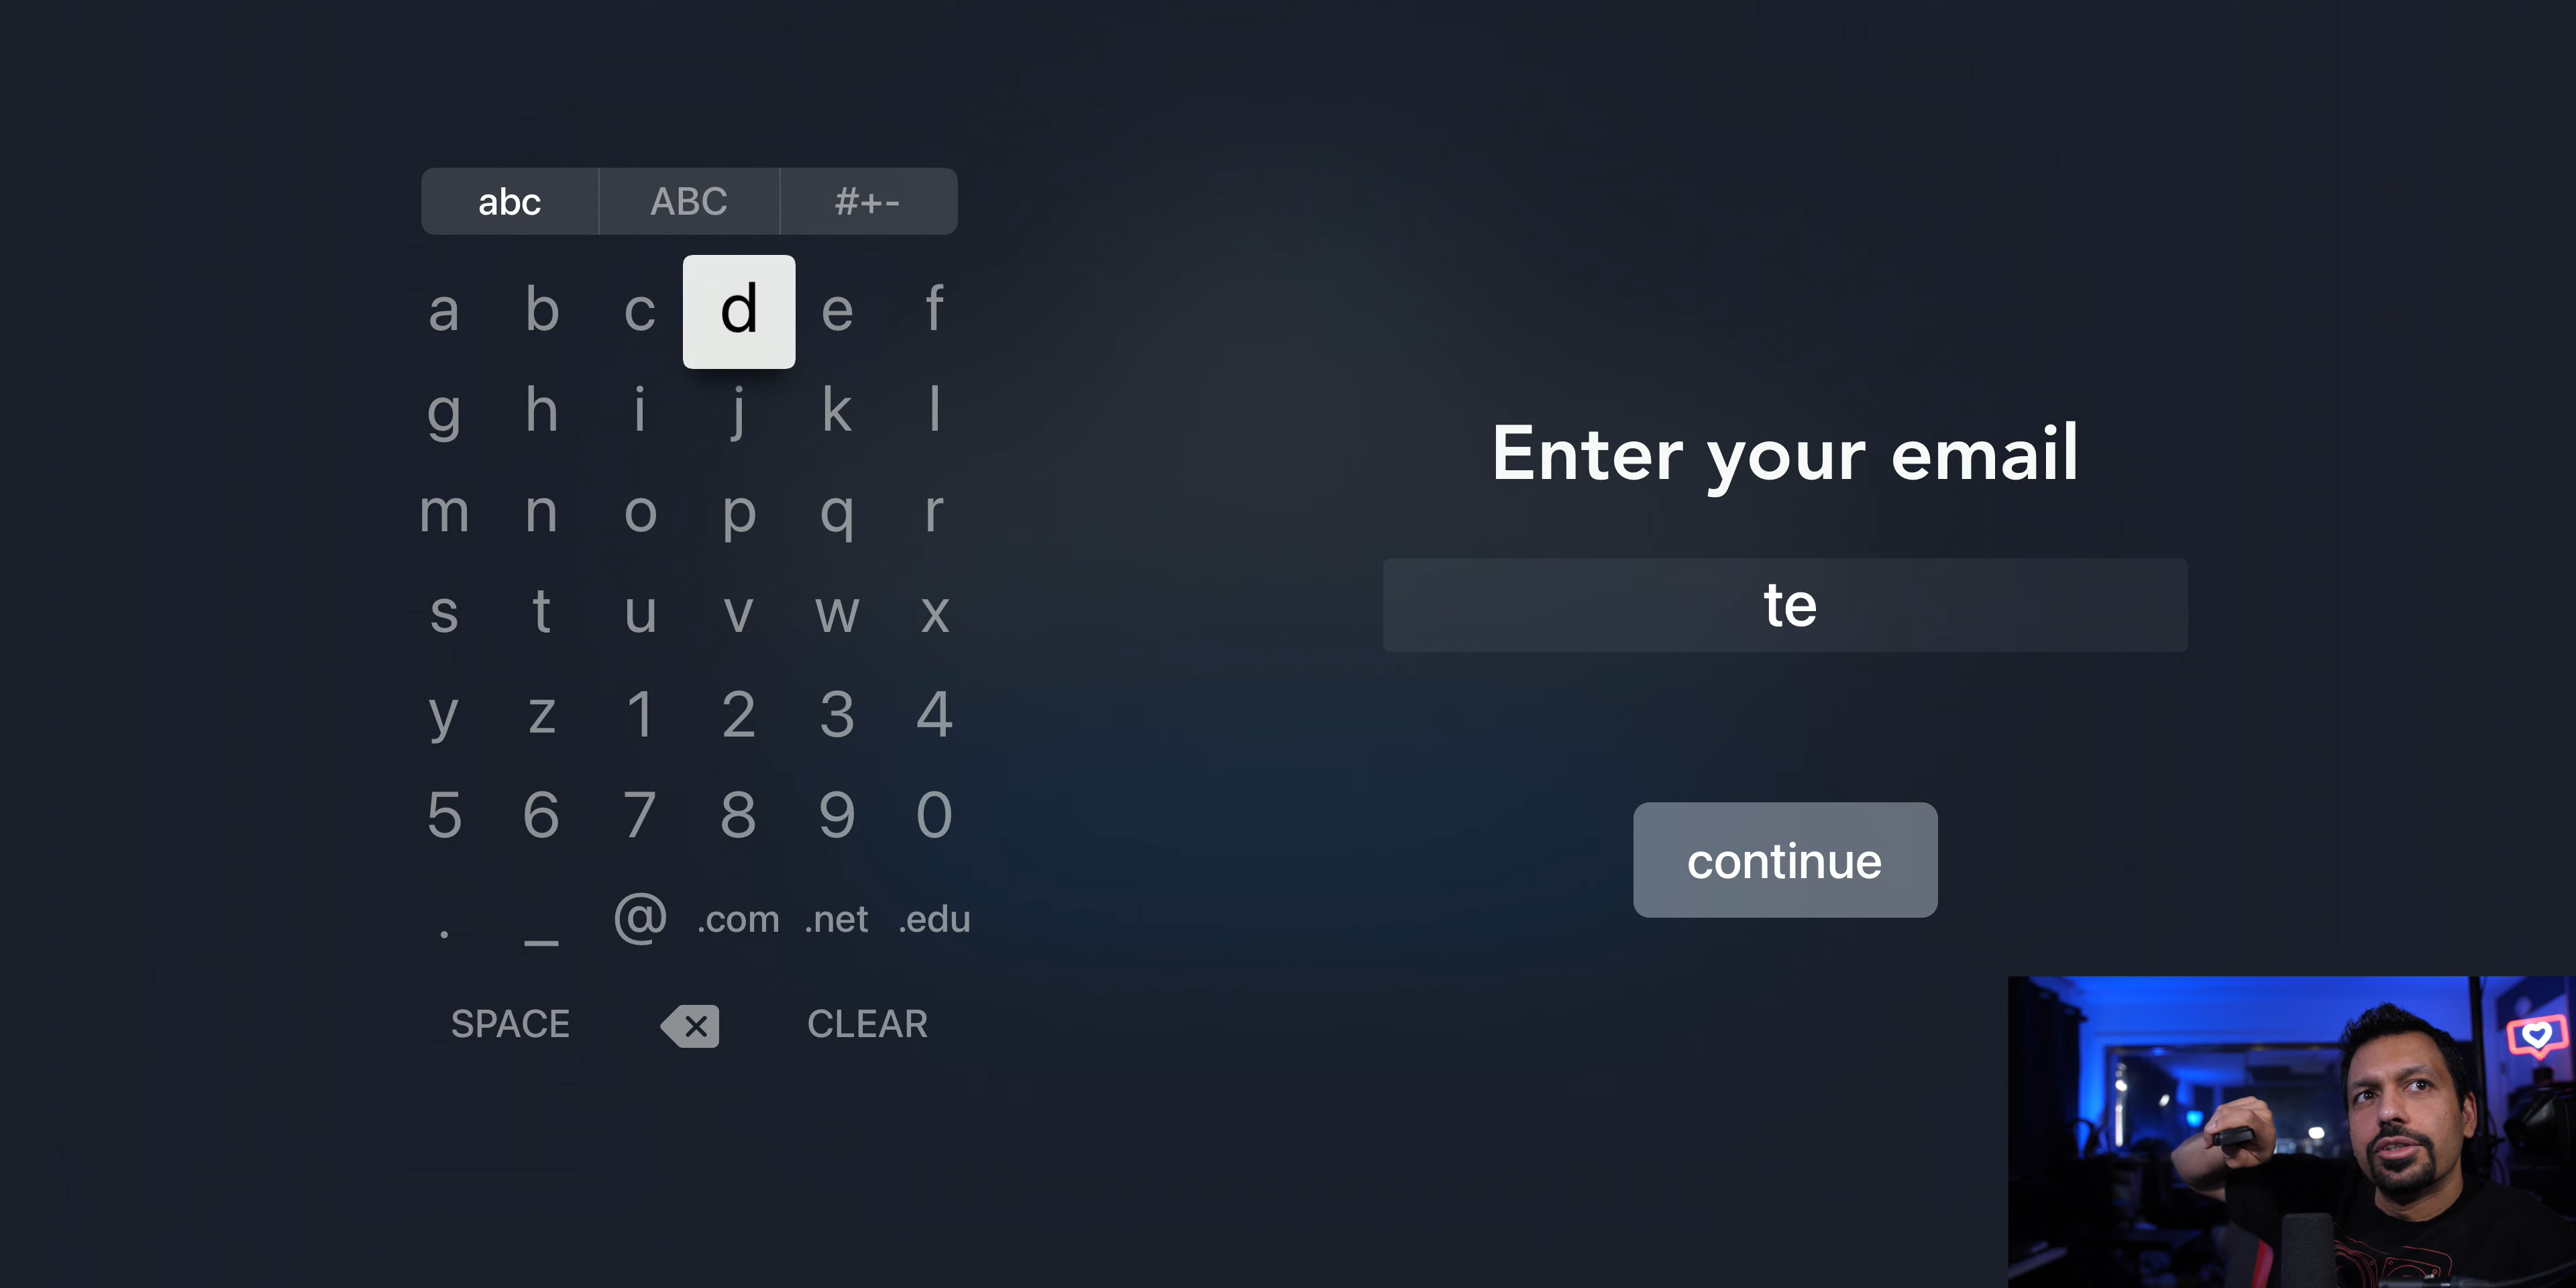 abc ABC #+-
a b c d e f
g h i j k l
m n o p q r
s t u v w x
y z 1 2 3 4
5 6 7 8 9 0
. _ @ .com .net .edu
SPACE CLEAR
Enter your email
te
continue